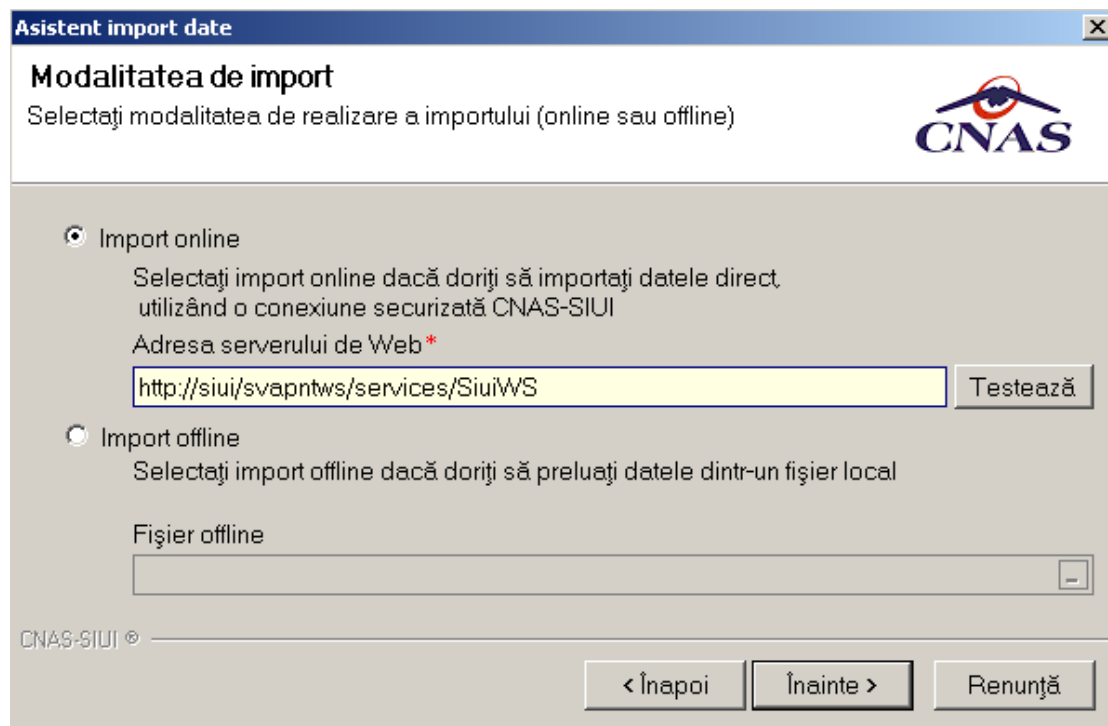 Asistent import date
Modalitatea de import
Selectaţi modalitatea de realizare a importului (online sau offline)
CNAS
Import online
Selectaţi import online dacă doriţi să importaţi datele direct,
utilizând o conexiune securizată CNAS-SIUI
Adresa serverului de Web*
http://siui/svapntws/services/SiuiWS
Testează
Import offline
Selectaţi import offline dacă doriţi să preluaţi datele dintr-un fişier local
Fişier offline
CNAS-SIUI ®
< Înapoi
Înainte >
Renunţă